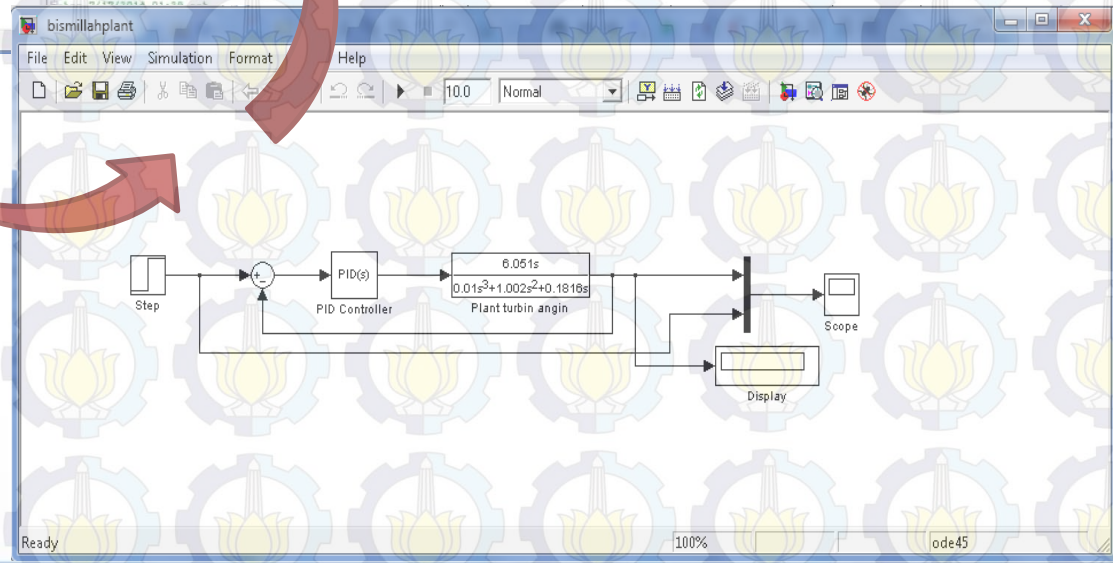 bismillahplant
File Edit View Simulation Format Help
10.0 Normal
6.051s
PID(s)
0.01s³+1.002s²+0.1816s
Step
PID Controller
Plant turbin angin
Scope
Display
Ready 100% ode45